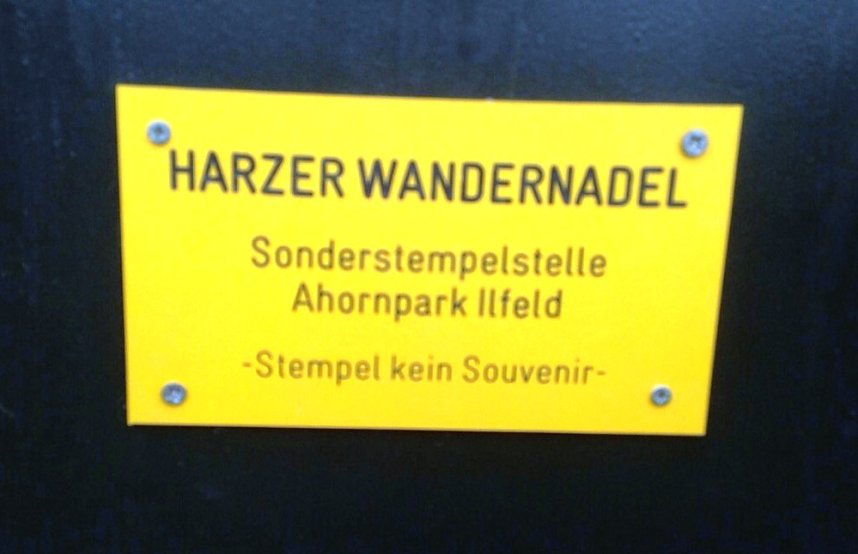 HARZER WANDERNADEL
Sonderstempelstelle
Ahornpark Ilfeld
-Stempel kein Souvenir-